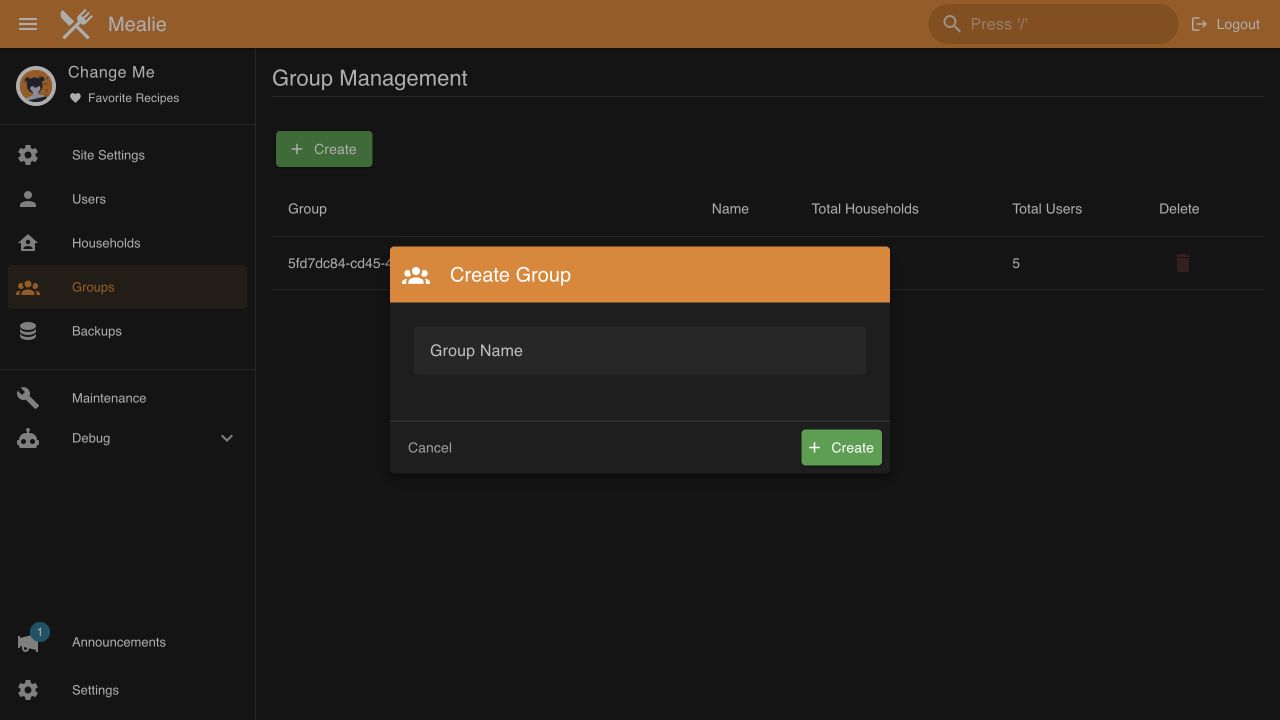 Mealie
Press '/'
Logout
Change Me
Favorite Recipes
Site Settings
Users
Households
Groups
Backups
Maintenance
Debug
1
Announcements
Settings
Group Management
Create
Group Name Total Households Total Users Delete
5fd7dc84-cd45-4 5
Create Group
Group Name
Cancel
Create